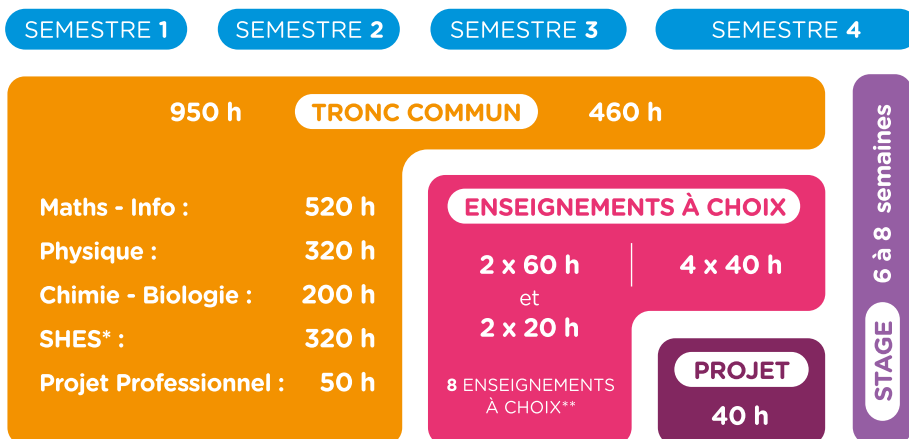 SEMESTRE 1
SEMESTRE 2
SEMESTRE 3
SEMESTRE 4
950 h
TRONC COMMUN
460 h
Maths - Info : 520 h
Physique : 320 h
Chimie - Biologie : 200 h
SHES* : 320 h
Projet Professionnel : 50 h
ENSEIGNEMENTS À CHOIX
2 x 60 h
et
2 x 20 h
4 x 40 h
8 ENSEIGNEMENTS
À CHOIX**
PROJET
40 h
STAGE 6 à 8 semaines